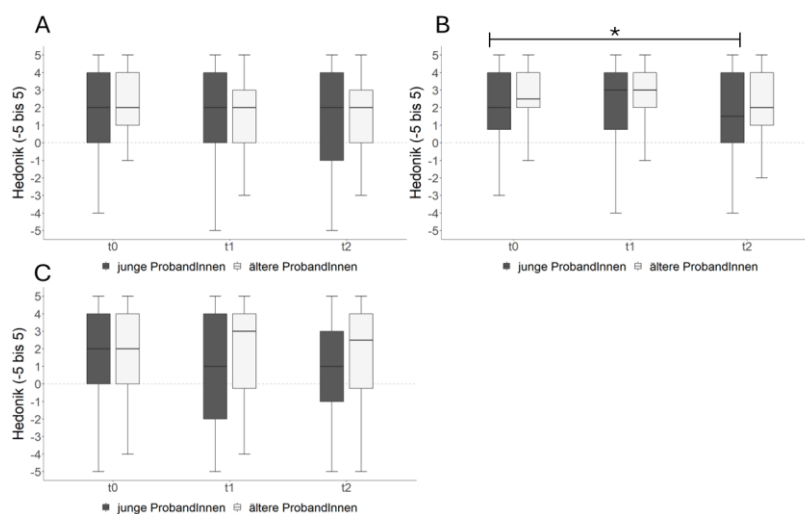 A
Hedonik (-5 bis 5)
5
4
3
2
1
0
-1
-2
-3
-4
-5
t0 t1 t2
junge ProbandInnen ältere ProbandInnen
B
*
Hedonik (-5 bis 5)
5
4
3
2
1
0
-1
-2
-3
-4
-5
t0 t1 t2
junge ProbandInnen ältere ProbandInnen
C
Hedonik (-5 bis 5)
5
4
3
2
1
0
-1
-2
-3
-4
-5
t0 t1 t2
junge ProbandInnen ältere ProbandInnen